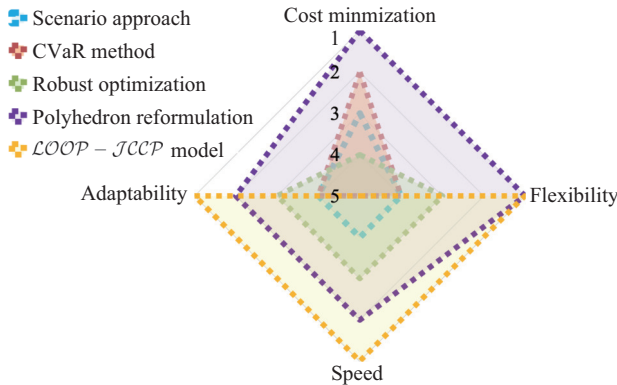 Scenario approach
CVaR method
Robust optimization
Polyhedron reformulation
LOOP − JCCP model
Cost minmization
1
2
3
4
5
Adaptability
Flexibility
Speed